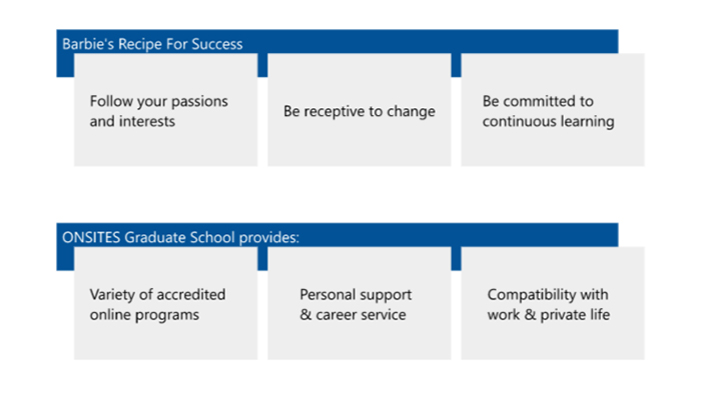 Barbie's Recipe For Success
Follow your passions
and interests
Be receptive to change
Be committed to
continuous learning
ONSITES Graduate School provides:
Variety of accredited
online programs
Personal support
& career service
Compatibility with
work & private life